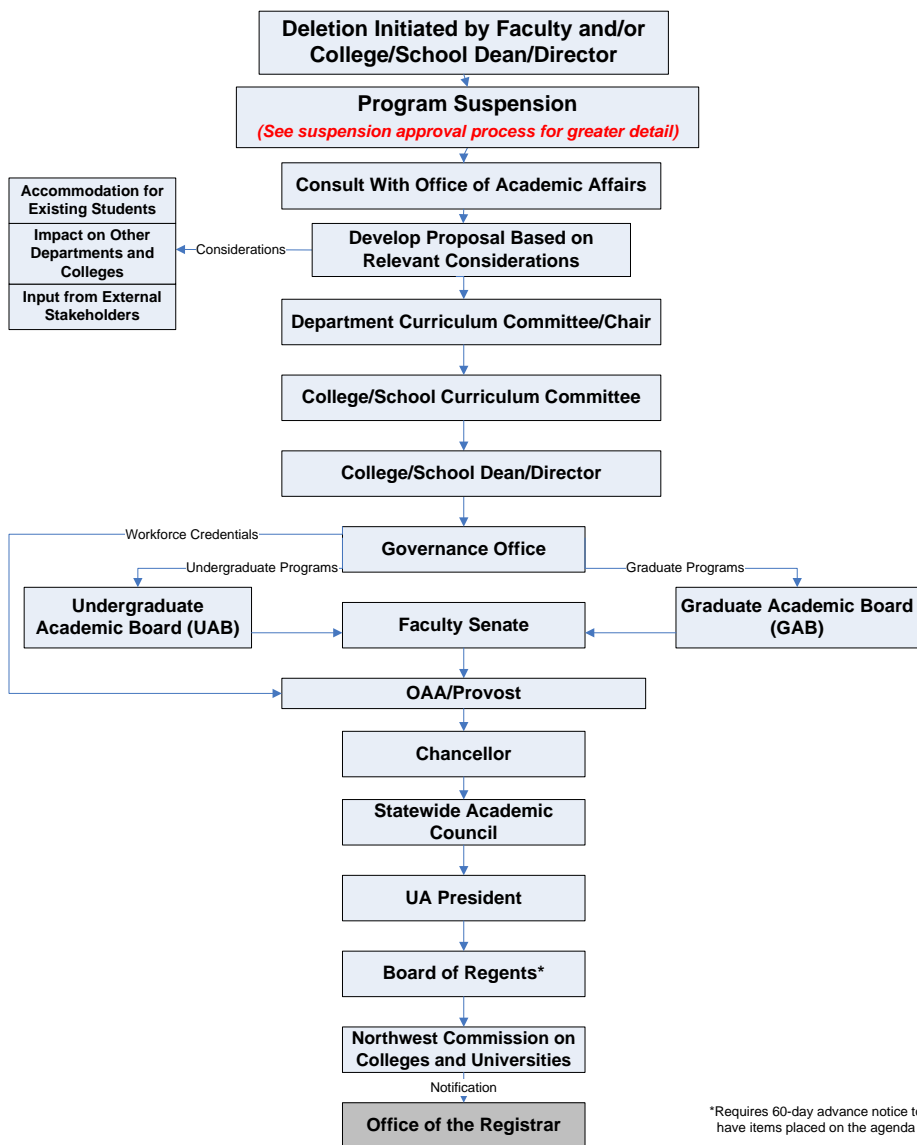 Deletion Initiated by Faculty and/or
College/School Dean/Director
Program Suspension
(See suspension approval process for greater detail)
Consult With Office of Academic Affairs
Accommodation for
Existing Students
Impact on Other
Departments and
Colleges
Input from External
Stakeholders
Considerations
Develop Proposal Based on
Relevant Considerations
Department Curriculum Committee/Chair
College/School Curriculum Committee
College/School Dean/Director
Workforce Credentials
Governance Office
Undergraduate Programs
Graduate Programs
Undergraduate
Academic Board (UAB)
Faculty Senate
Graduate Academic Board
(GAB)
OAA/Provost
Chancellor
Statewide Academic
Council
UA President
Board of Regents*
Northwest Commission on
Colleges and Universities
Notification
Office of the Registrar
*Requires 60-day advance notice to
have items placed on the agenda